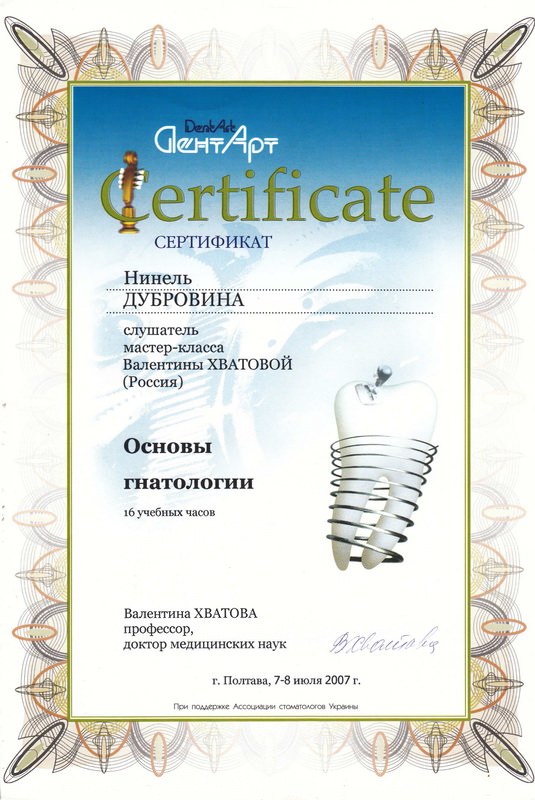 DentArt
ДентАрт
Certificate
СЕРТИФИКАТ
Нинель
ДУБРОВИНА
слушатель
мастер-класса
Валентины ХВАТОВОЙ
(Россия)
Основы
гнатологии
16 учебных часов
Валентина ХВАТОВА
профессор,
доктор медицинских наук
ВХватова
г. Полтава, 7-8 июля 2007 г.
При поддержке Ассоциации стоматологов Украины